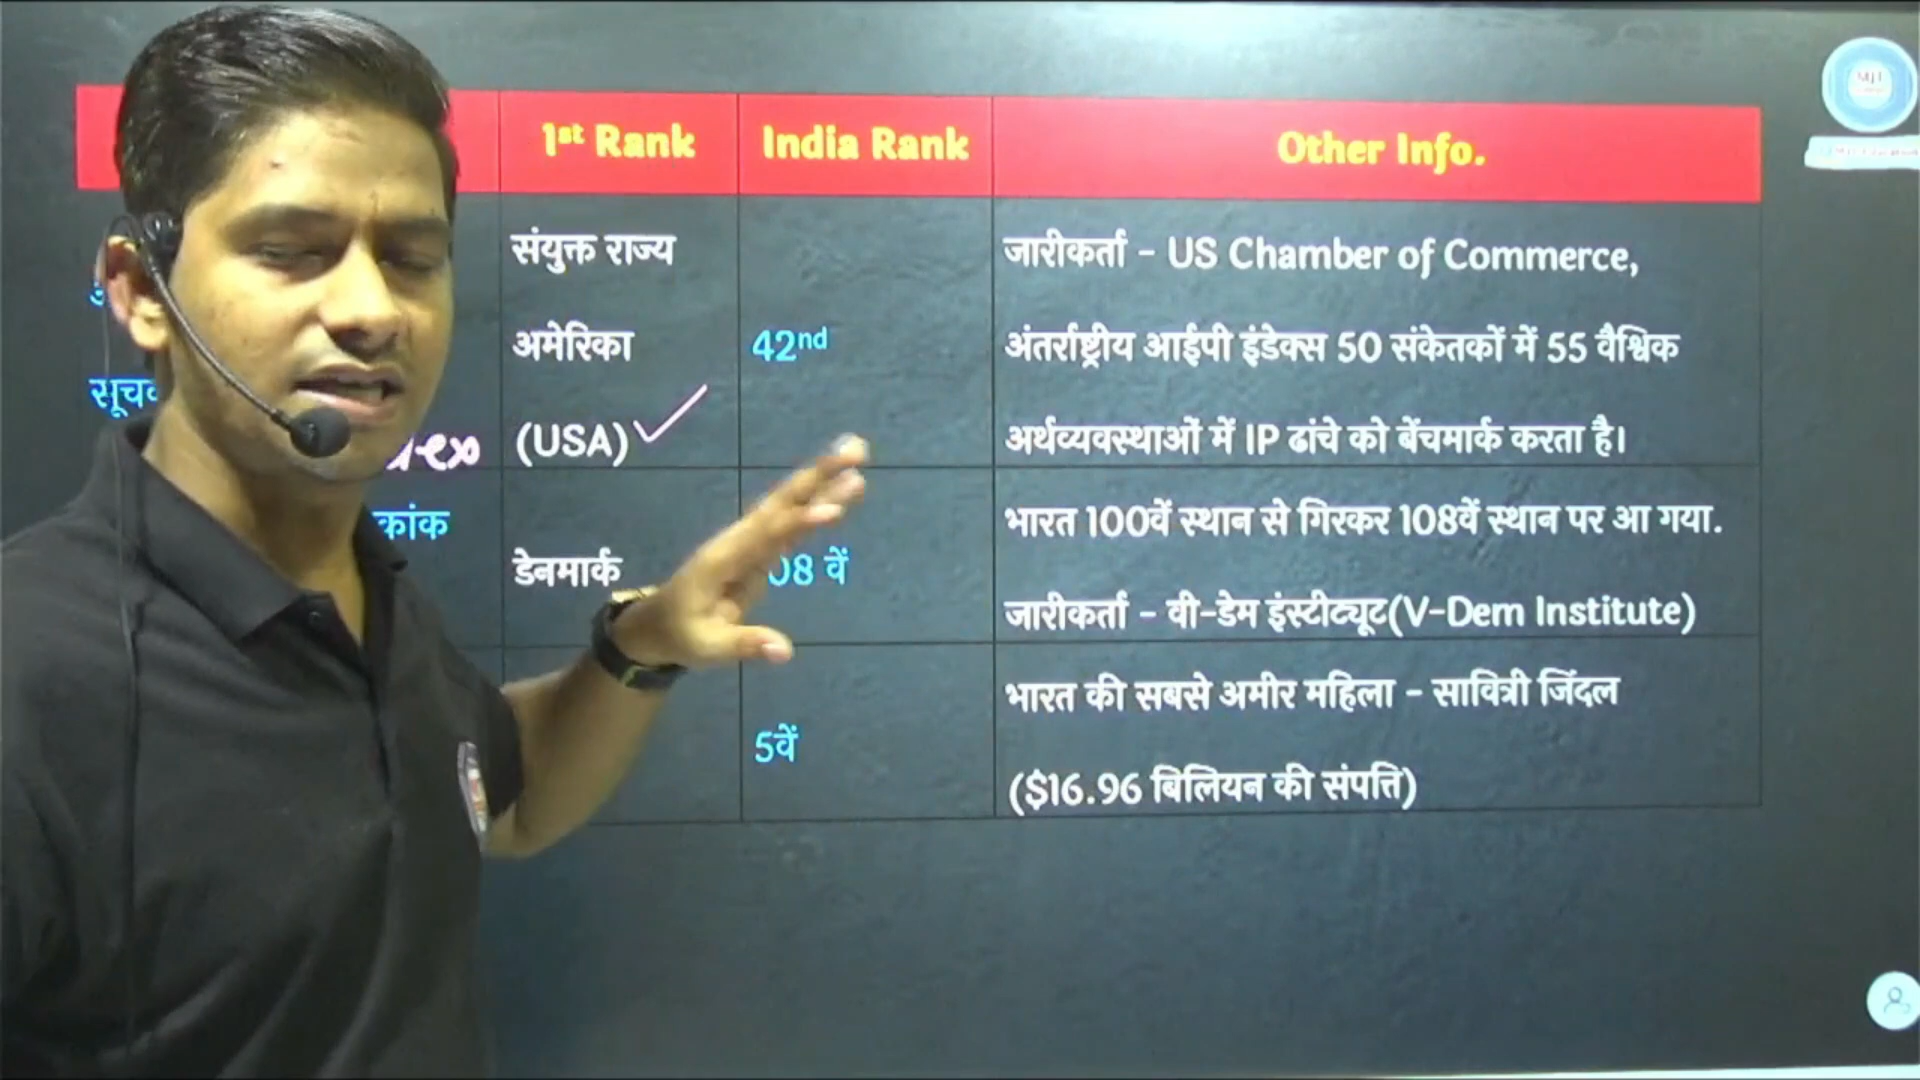 1st Rank
India Rank
Other Info.
संयुक्त राज्य
अमेरिका
(USA)
42nd
जारीकर्ता - US Chamber of Commerce,
अंतर्राष्ट्रीय आईपी इंडेक्स 50 संकेतकों में 55 वैश्विक
अर्थव्यवस्थाओं में IP ढांचे को बेंचमार्क करता है।
कांक
डेनमार्क
08 वें
भारत 100वें स्थान से गिरकर 108वें स्थान पर आ गया.
जारीकर्ता - वी-डेम इंस्टीट्यूट(V-Dem Institute)
5वें
भारत की सबसे अमीर महिला - सावित्री जिंदल
($16.96 बिलियन की संपत्ति)